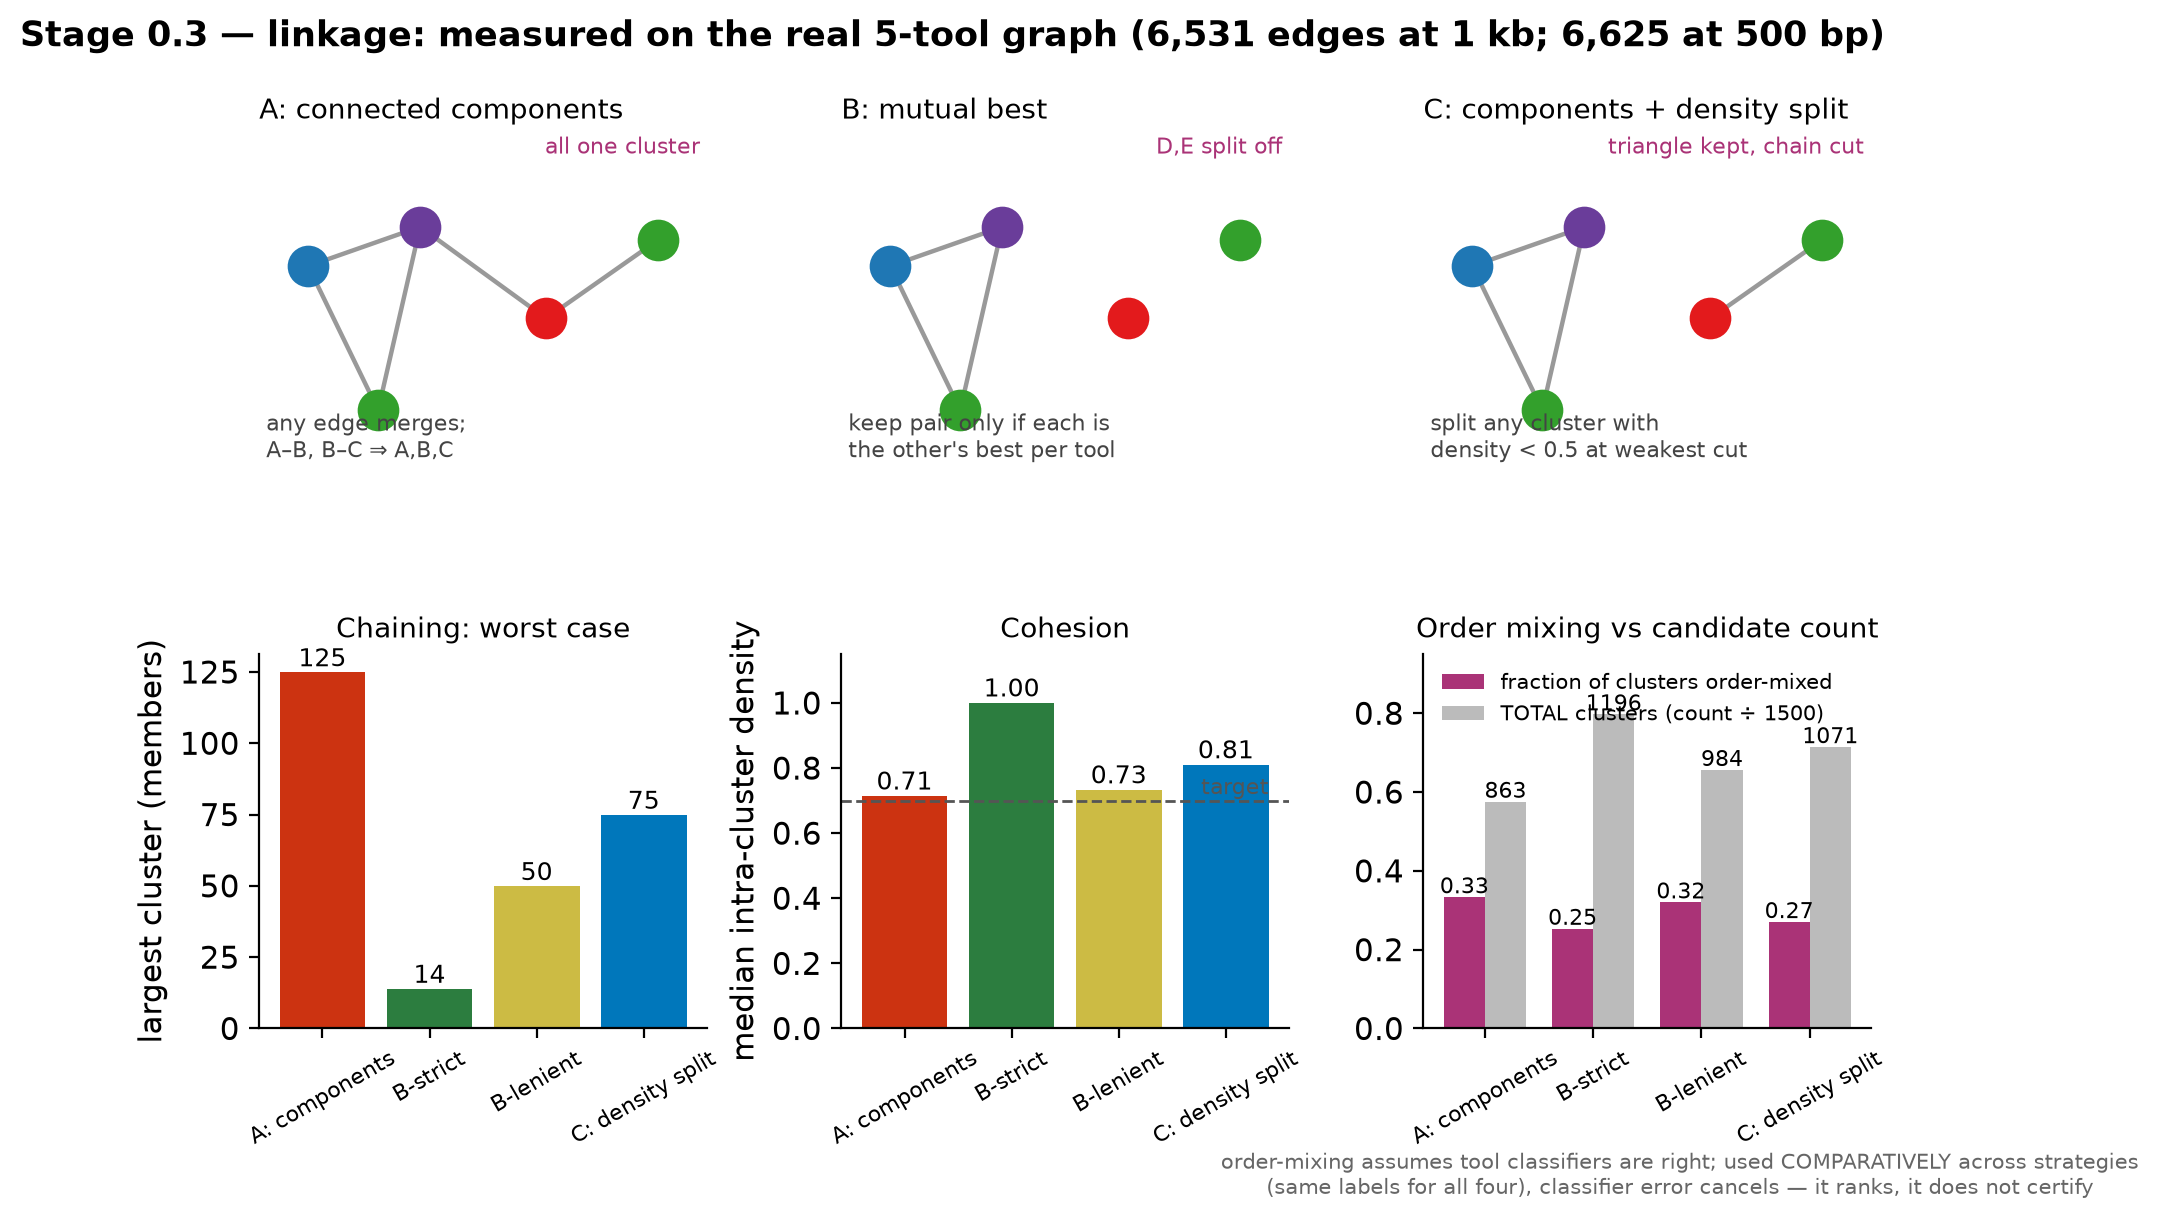 Stage 0.3 — linkage: measured on the real 5-tool graph (6,531 edges at 1 kb; 6,625 at 500 bp)
A: connected components
all one cluster
any edge merges;
A–B, B–C ⇒ A,B,C
B: mutual best
D,E split off
keep pair only if each is
the other's best per tool
C: components + density split
triangle kept, chain cut
split any cluster with
density < 0.5 at weakest cut
Chaining: worst case
largest cluster (members)
125
100
75
50
25
0
125
14
50
75
A: components
B-strict
B-lenient
C: density split
Cohesion
median intra-cluster density
1.0
0.8
0.6
0.4
0.2
0.0
0.71
1.00
0.73
0.81
target
A: components
B-strict
B-lenient
C: density split
Order mixing vs candidate count
fraction of clusters order-mixed
TOTAL clusters (count ÷ 1500)
0.8
0.6
0.4
0.2
0.0
0.33
863
0.25
1196
0.32
984
0.27
1071
A: components
B-strict
B-lenient
C: density split
order-mixing assumes tool classifiers are right; used COMPARATIVELY across strategies
(same labels for all four), classifier error cancels — it ranks, it does not certify